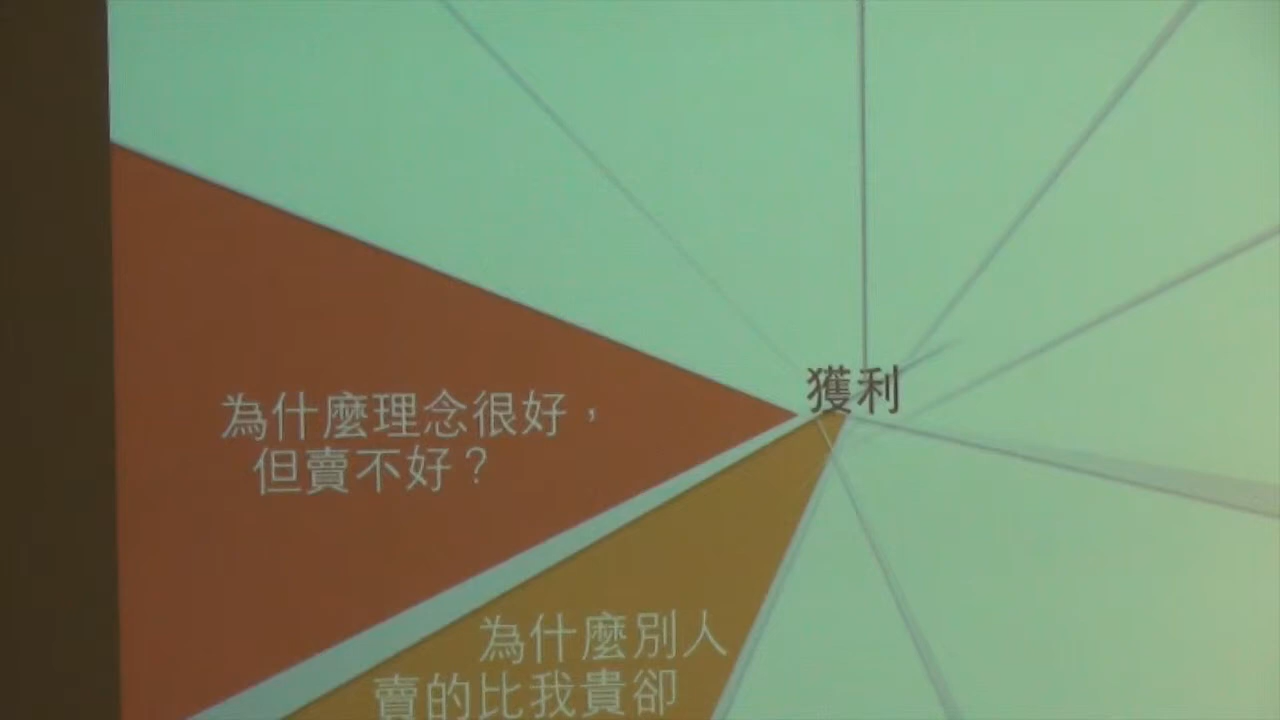 獲利
為什麼理念很好，
但賣不好？
為什麼別人
賣的比我貴卻